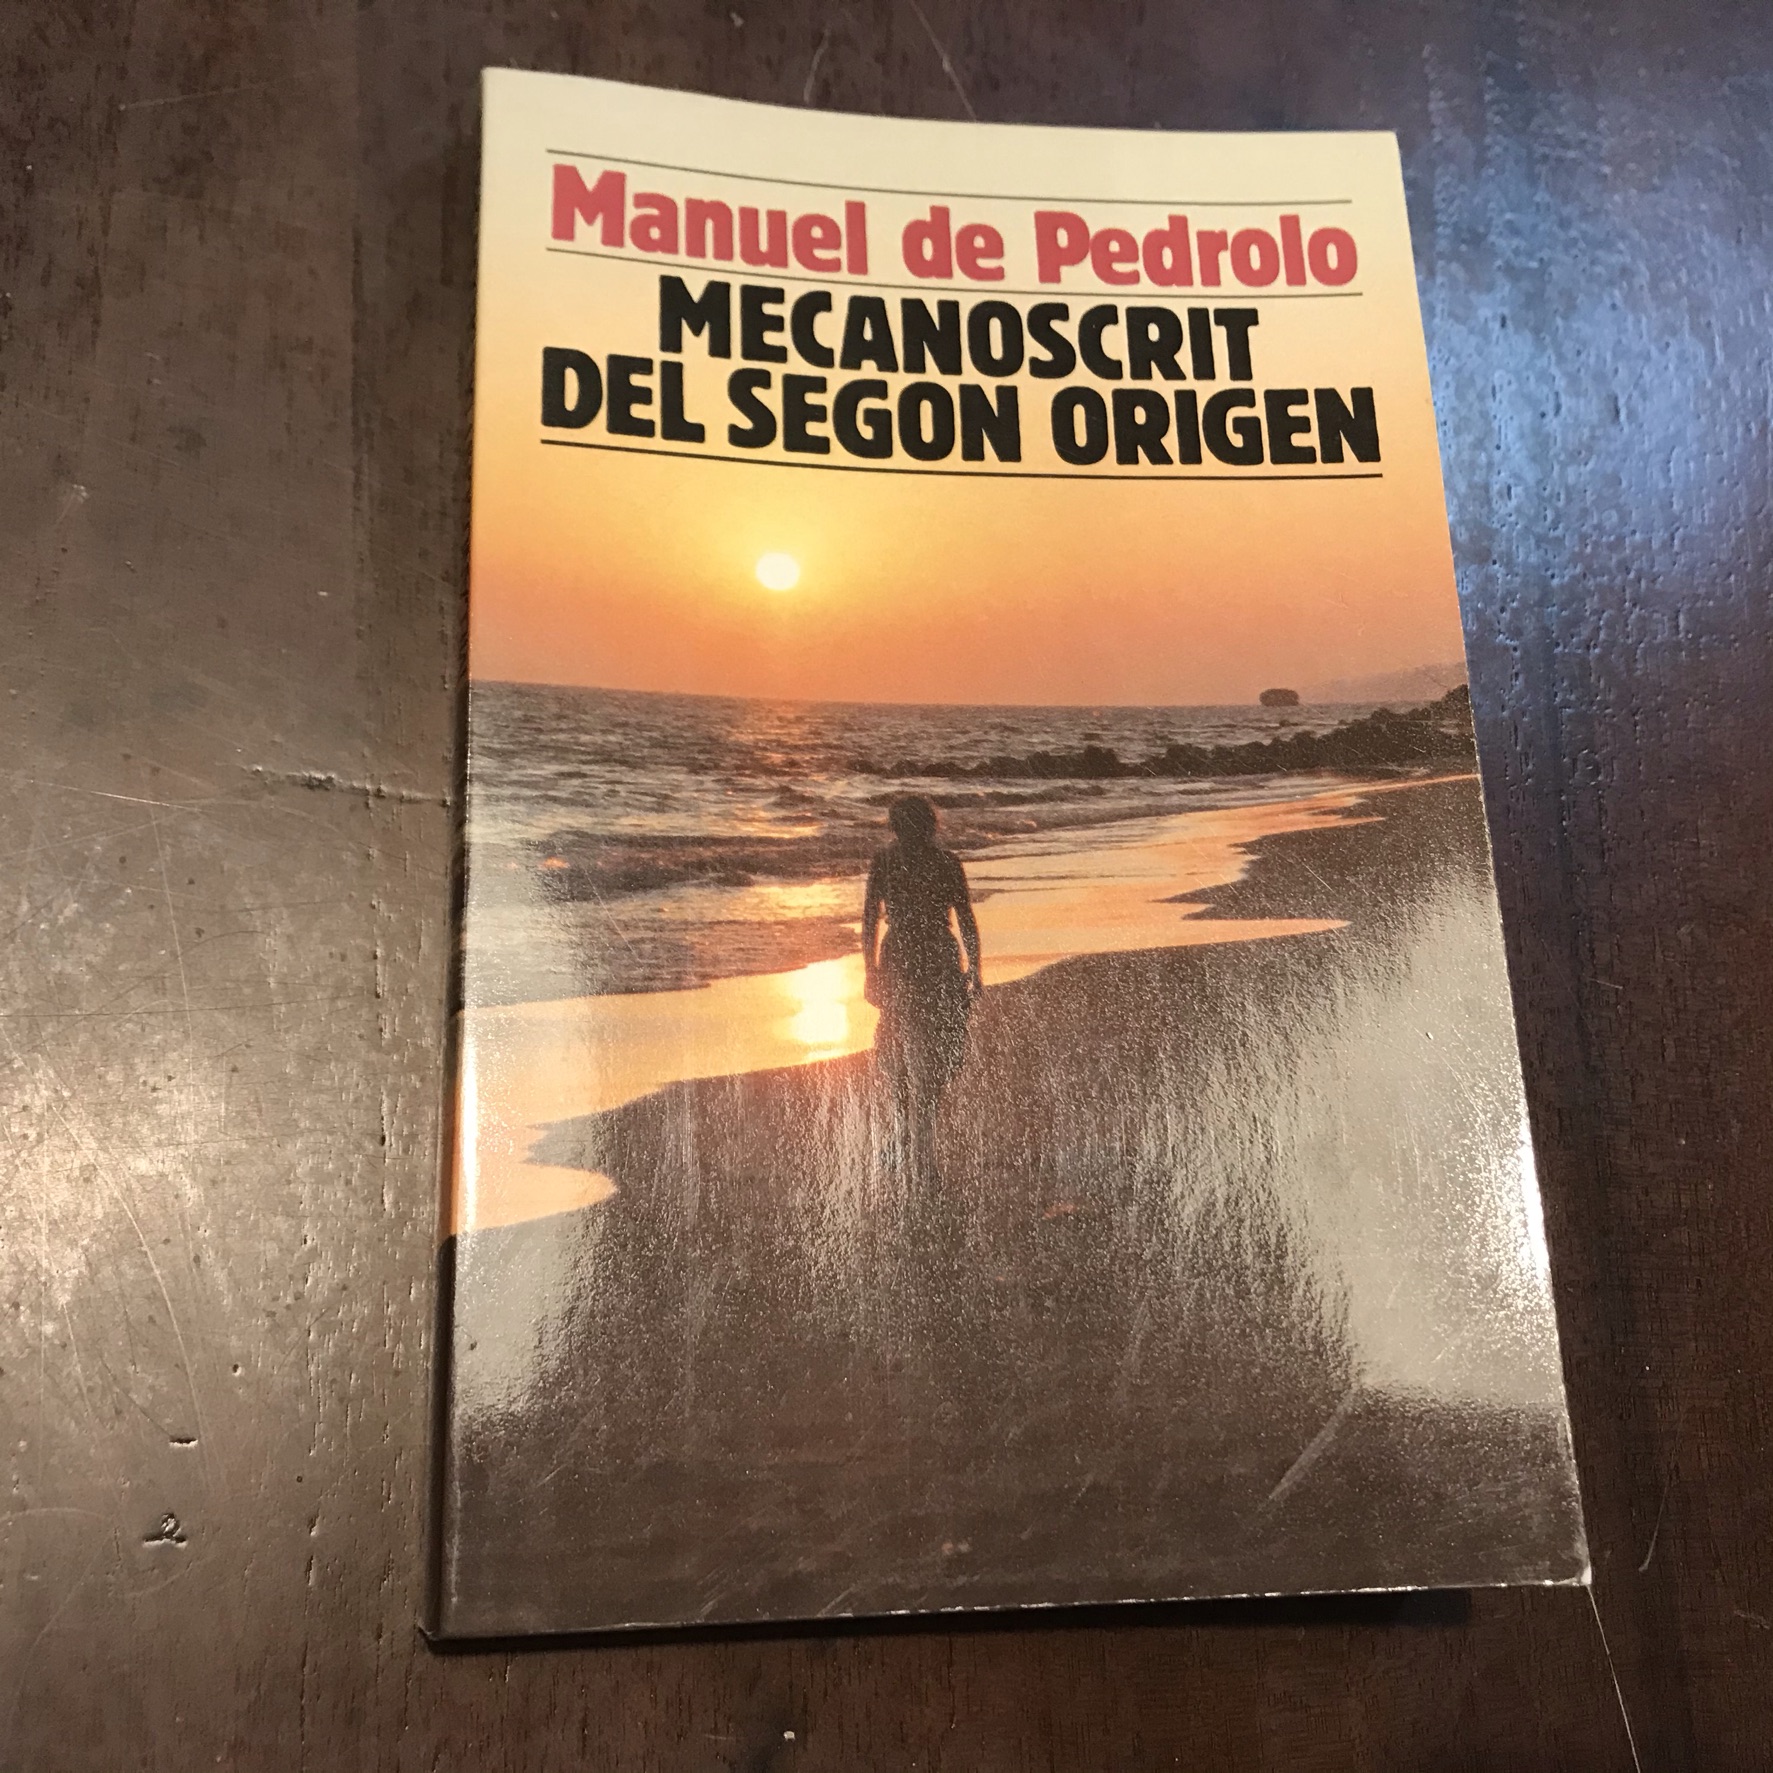 Manuel de Pedrolo
MECANOSCRIT
DEL SEGON ORIGEN